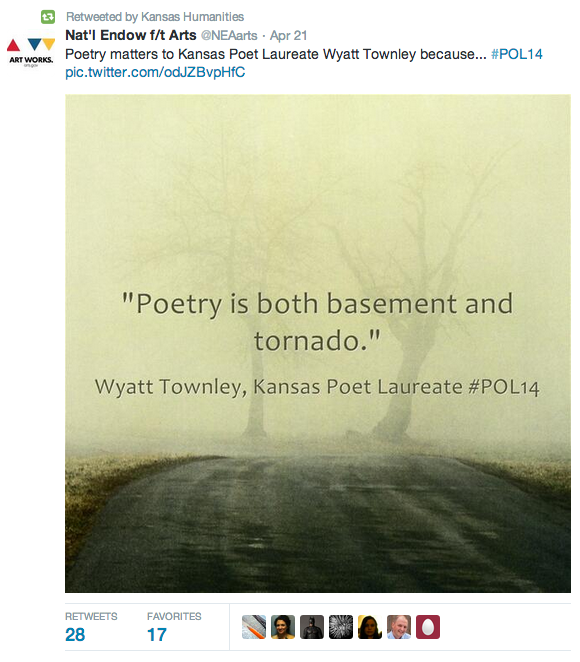 Retweeted by Kansas Humanities
Nat'l Endow f/t Arts @NEAarts · Apr 21
Poetry matters to Kansas Poet Laureate Wyatt Townley because... #POL14
pic.twitter.com/odJZBvpHfC
ART WORKS.
arts.gov
"Poetry is both basement and
tornado."
Wyatt Townley, Kansas Poet Laureate #POL14
RETWEETS FAVORITES
28 17